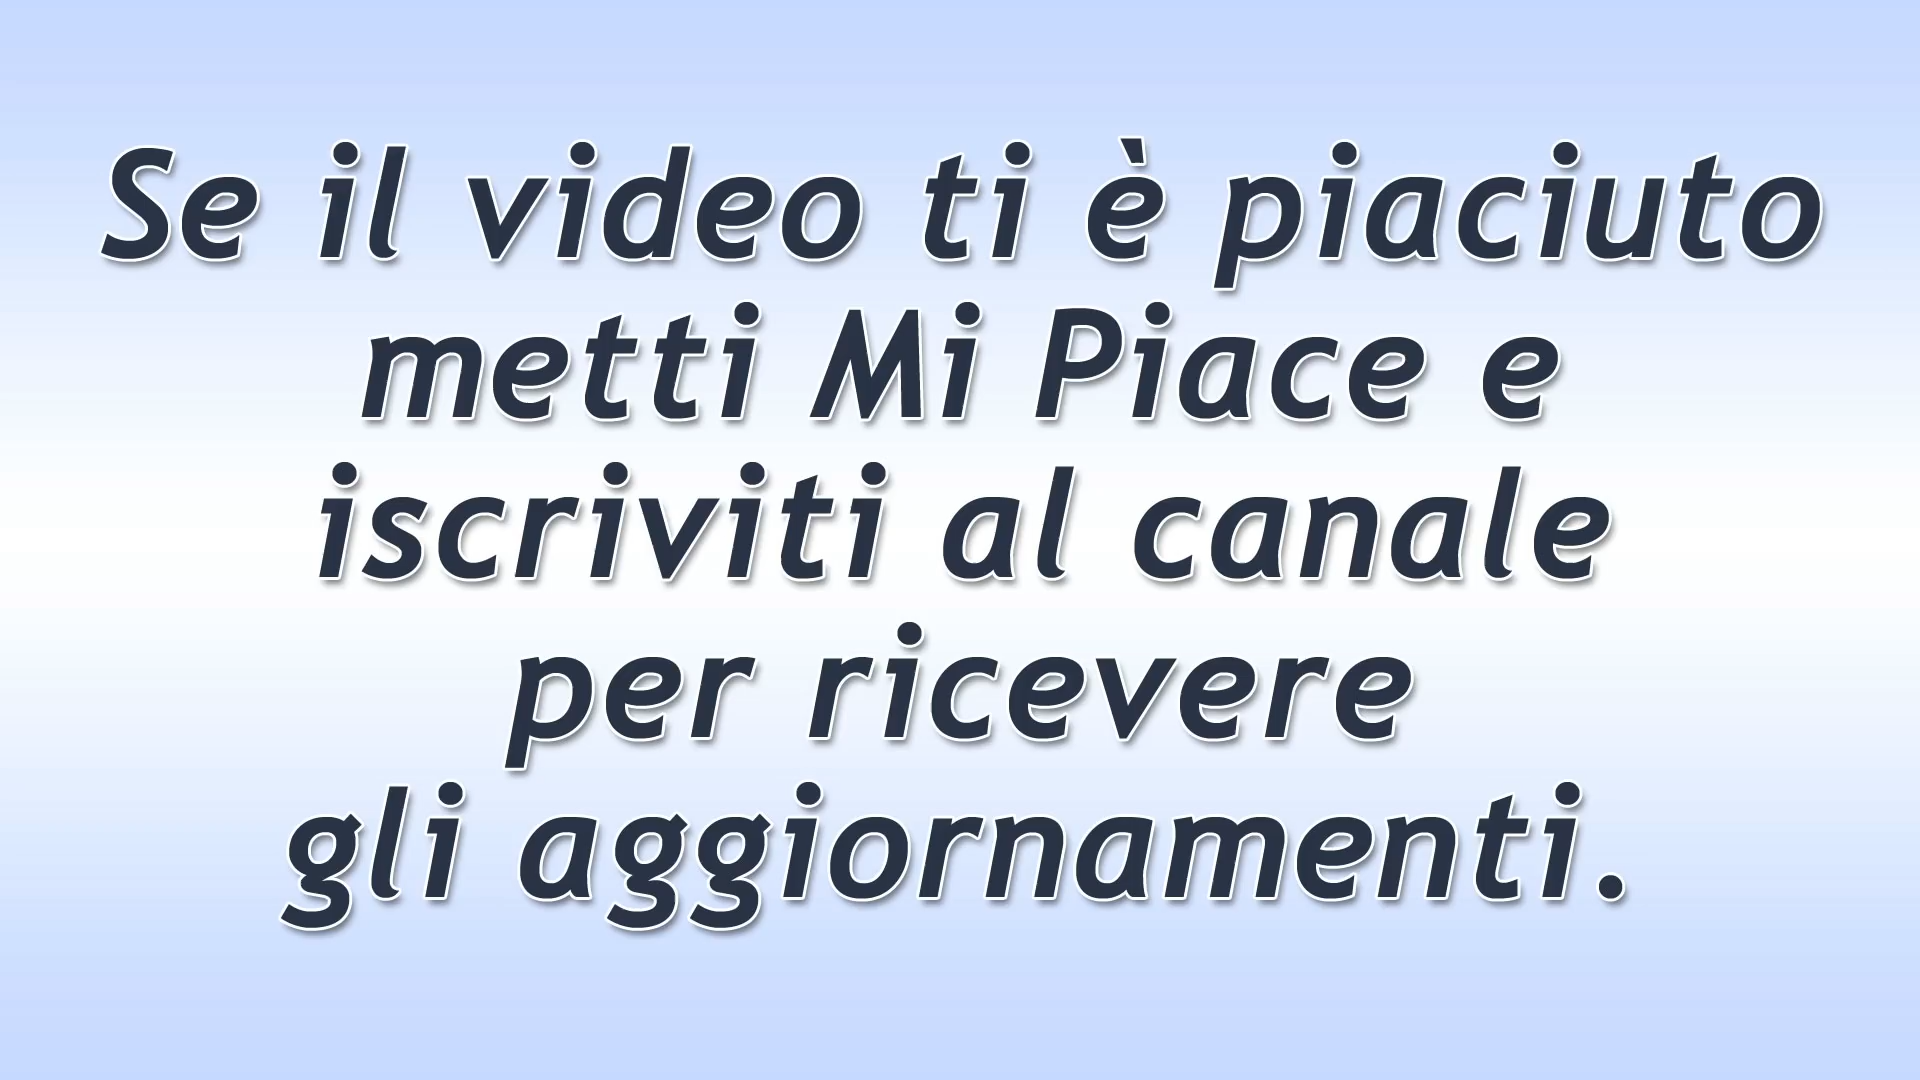 Se il video ti è piaciuto
metti Mi Piace e
iscriviti al canale
per ricevere
gli aggiornamenti.